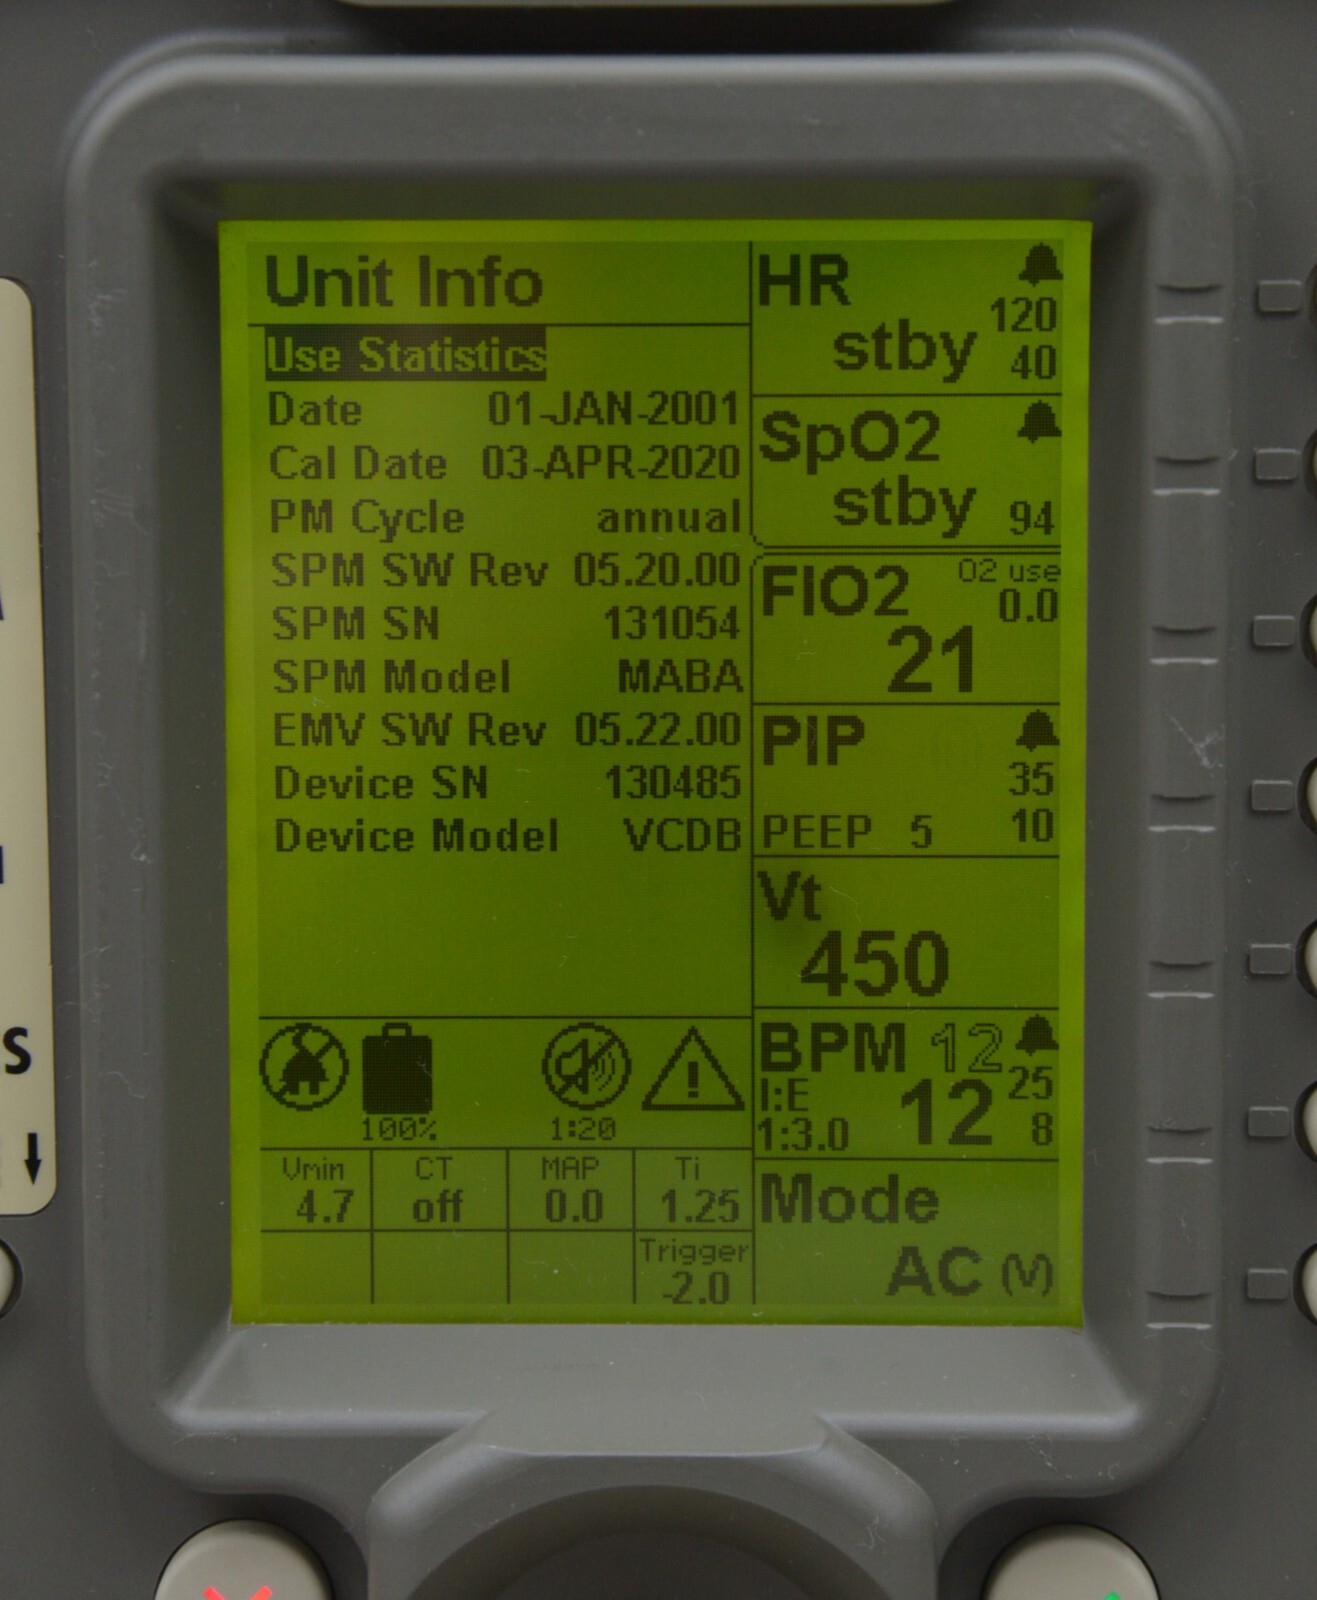 Unit Info
Use Statistics
Date 01-JAN-2001
Cal Date 03-APR-2020
PM Cycle annual
SPM SW Rev 05.20.00
SPM SN 131054
SPM Model MABA
EMV SW Rev 05.22.00
Device SN 130485
Device Model VCDB
100% 1:20
Vmin CT MAP Ti
4.7 off 0.0 1.25
Trigger
-2.0
HR
120
stby
40
SpO2
stby 94
FIO2 O2 use
0.0
21
PIP
35
PEEP 5 10
Vt
450
BPM 12
I:E 25
1:3.0 12 8
Mode
AC (V)
S